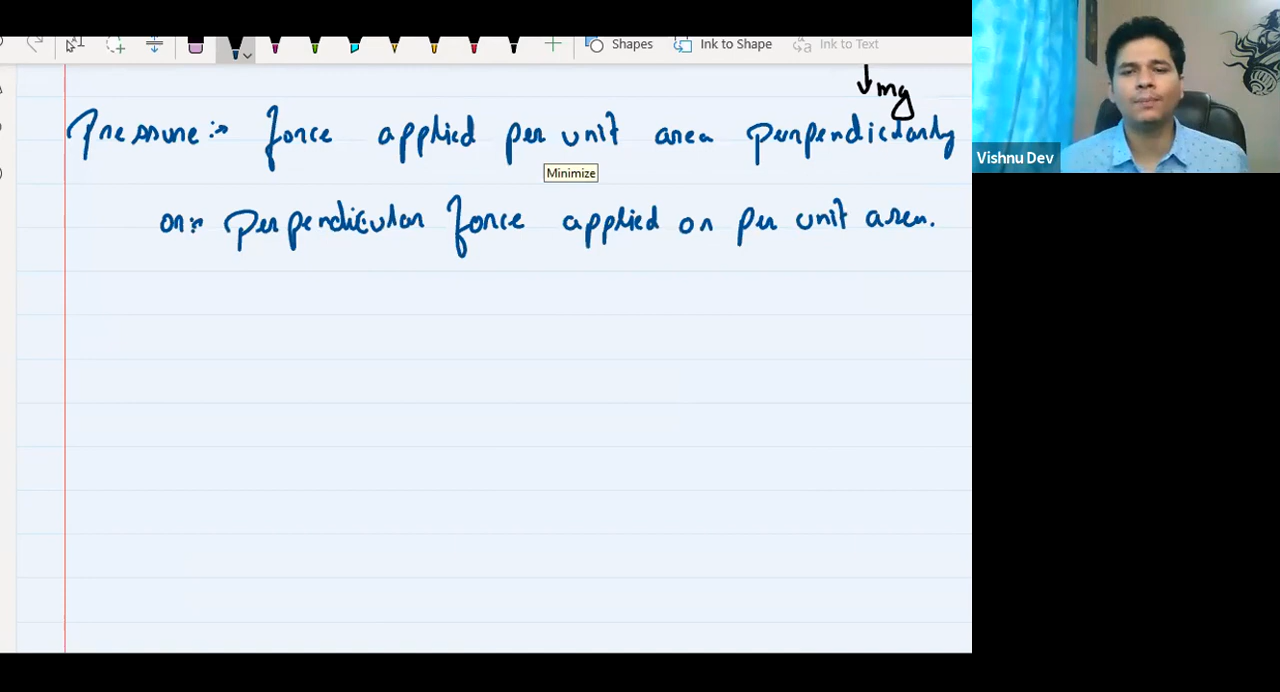 Shapes Ink to Shape Ink to Text
mg
Pressure :→ force applied per unit area perpendicularly
Vishnu Dev
Minimize
or :→ perpendicular force applied on per unit area.